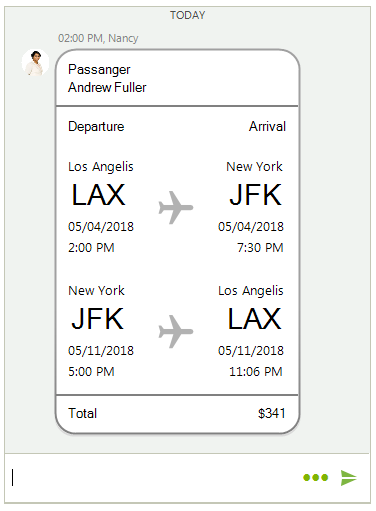 TODAY
02:00 PM, Nancy
Passanger
Andrew Fuller
Departure Arrival
Los Angelis New York
LAX JFK
05/04/2018 05/04/2018
2:00 PM 7:30 PM
New York Los Angelis
JFK LAX
05/11/2018 05/11/2018
5:00 PM 11:06 PM
Total $341